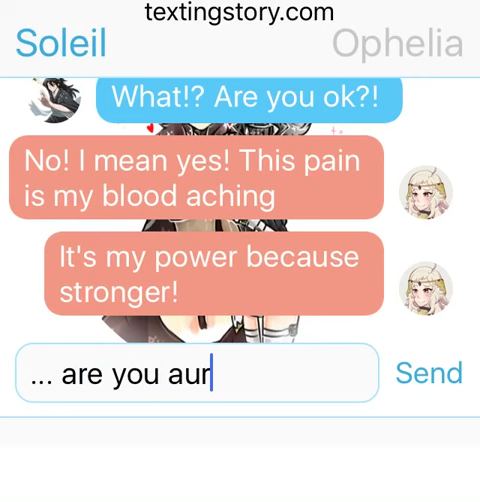 textingstory.com
Soleil
Ophelia
What!? Are you ok?!
No! I mean yes! This pain
is my blood aching
It's my power because
stronger!
... are you aur
Send